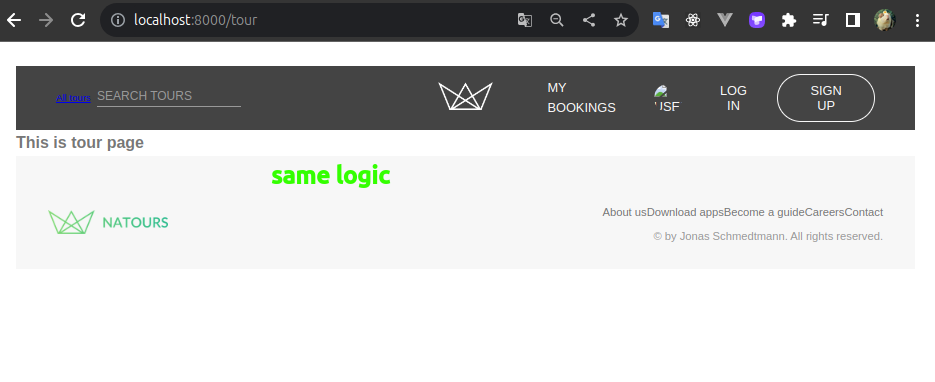 localhost:8000/tour
All tours SEARCH TOURS
MY
BOOKINGS
USF
LOG
IN
SIGN
UP
This is tour page
same logic
NATOURS
About usDownload appsBecome a guideCareersContact
© by Jonas Schmedtmann. All rights reserved.